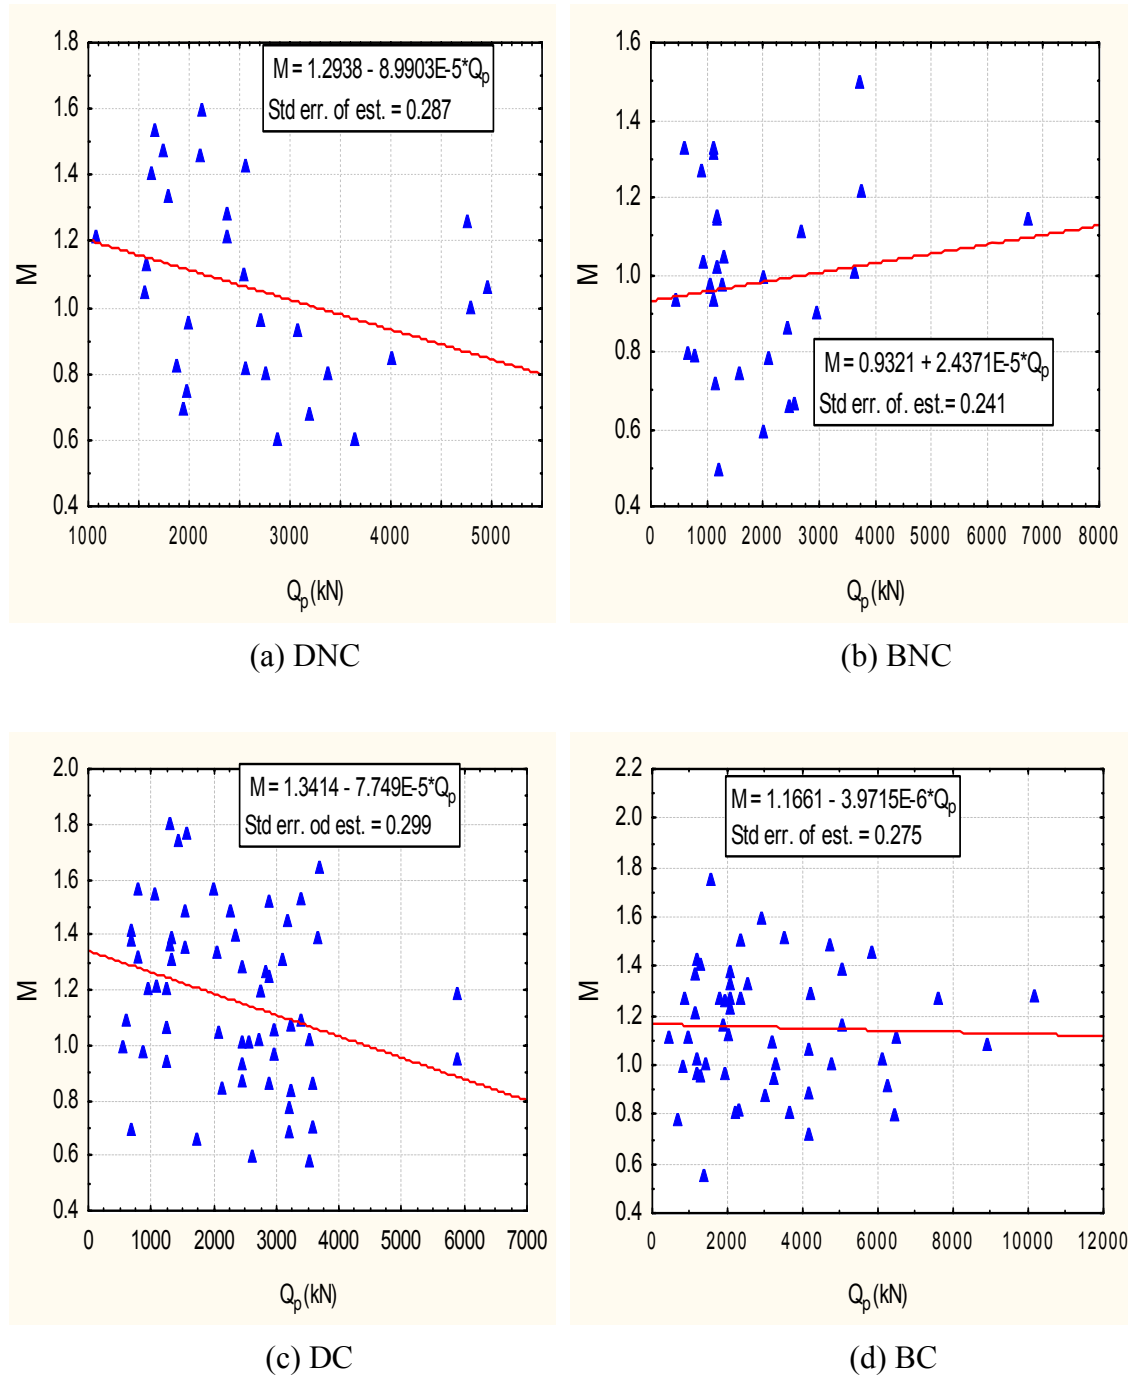 1.8
1.6
1.4
1.2
1.0
0.8
0.6
0.4
M
M = 1.2938 - 8.9903E-5*Qp
Std err. of est. = 0.287
1000 2000 3000 4000 5000
Qp (kN)
(a) DNC
1.6
1.4
1.2
1.0
0.8
0.6
0.4
M
M = 0.9321 + 2.4371E-5*Qp
Std err. of. est.= 0.241
0 1000 2000 3000 4000 5000 6000 7000 8000
Qp (kN)
(b) BNC
2.0
1.8
1.6
1.4
1.2
1.0
0.8
0.6
0.4
M
M = 1.3414 - 7.749E-5*Qp
Std err. od est. = 0.299
0 1000 2000 3000 4000 5000 6000 7000
Qp (kN)
(c) DC
2.2
2.0
1.8
1.6
1.4
1.2
1.0
0.8
0.6
0.4
M
M = 1.1661 - 3.9715E-6*Qp
Std err. of est. = 0.275
0 2000 4000 6000 8000 10000 12000
Qp (kN)
(d) BC